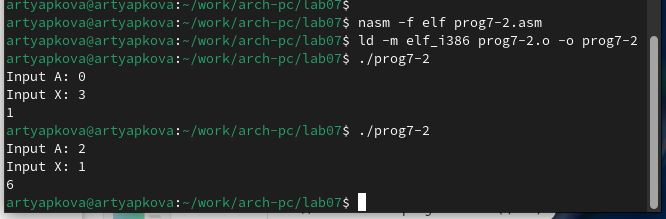 artyapkova@artyapkova:~/work/arch-pc/lab07$
artyapkova@artyapkova:~/work/arch-pc/lab07$ nasm -f elf prog7-2.asm
artyapkova@artyapkova:~/work/arch-pc/lab07$ ld -m elf_i386 prog7-2.o -o prog7-2
artyapkova@artyapkova:~/work/arch-pc/lab07$ ./prog7-2
Input A: 0
Input X: 3
1
artyapkova@artyapkova:~/work/arch-pc/lab07$ ./prog7-2
Input A: 2
Input X: 1
6
artyapkova@artyapkova:~/work/arch-pc/lab07$